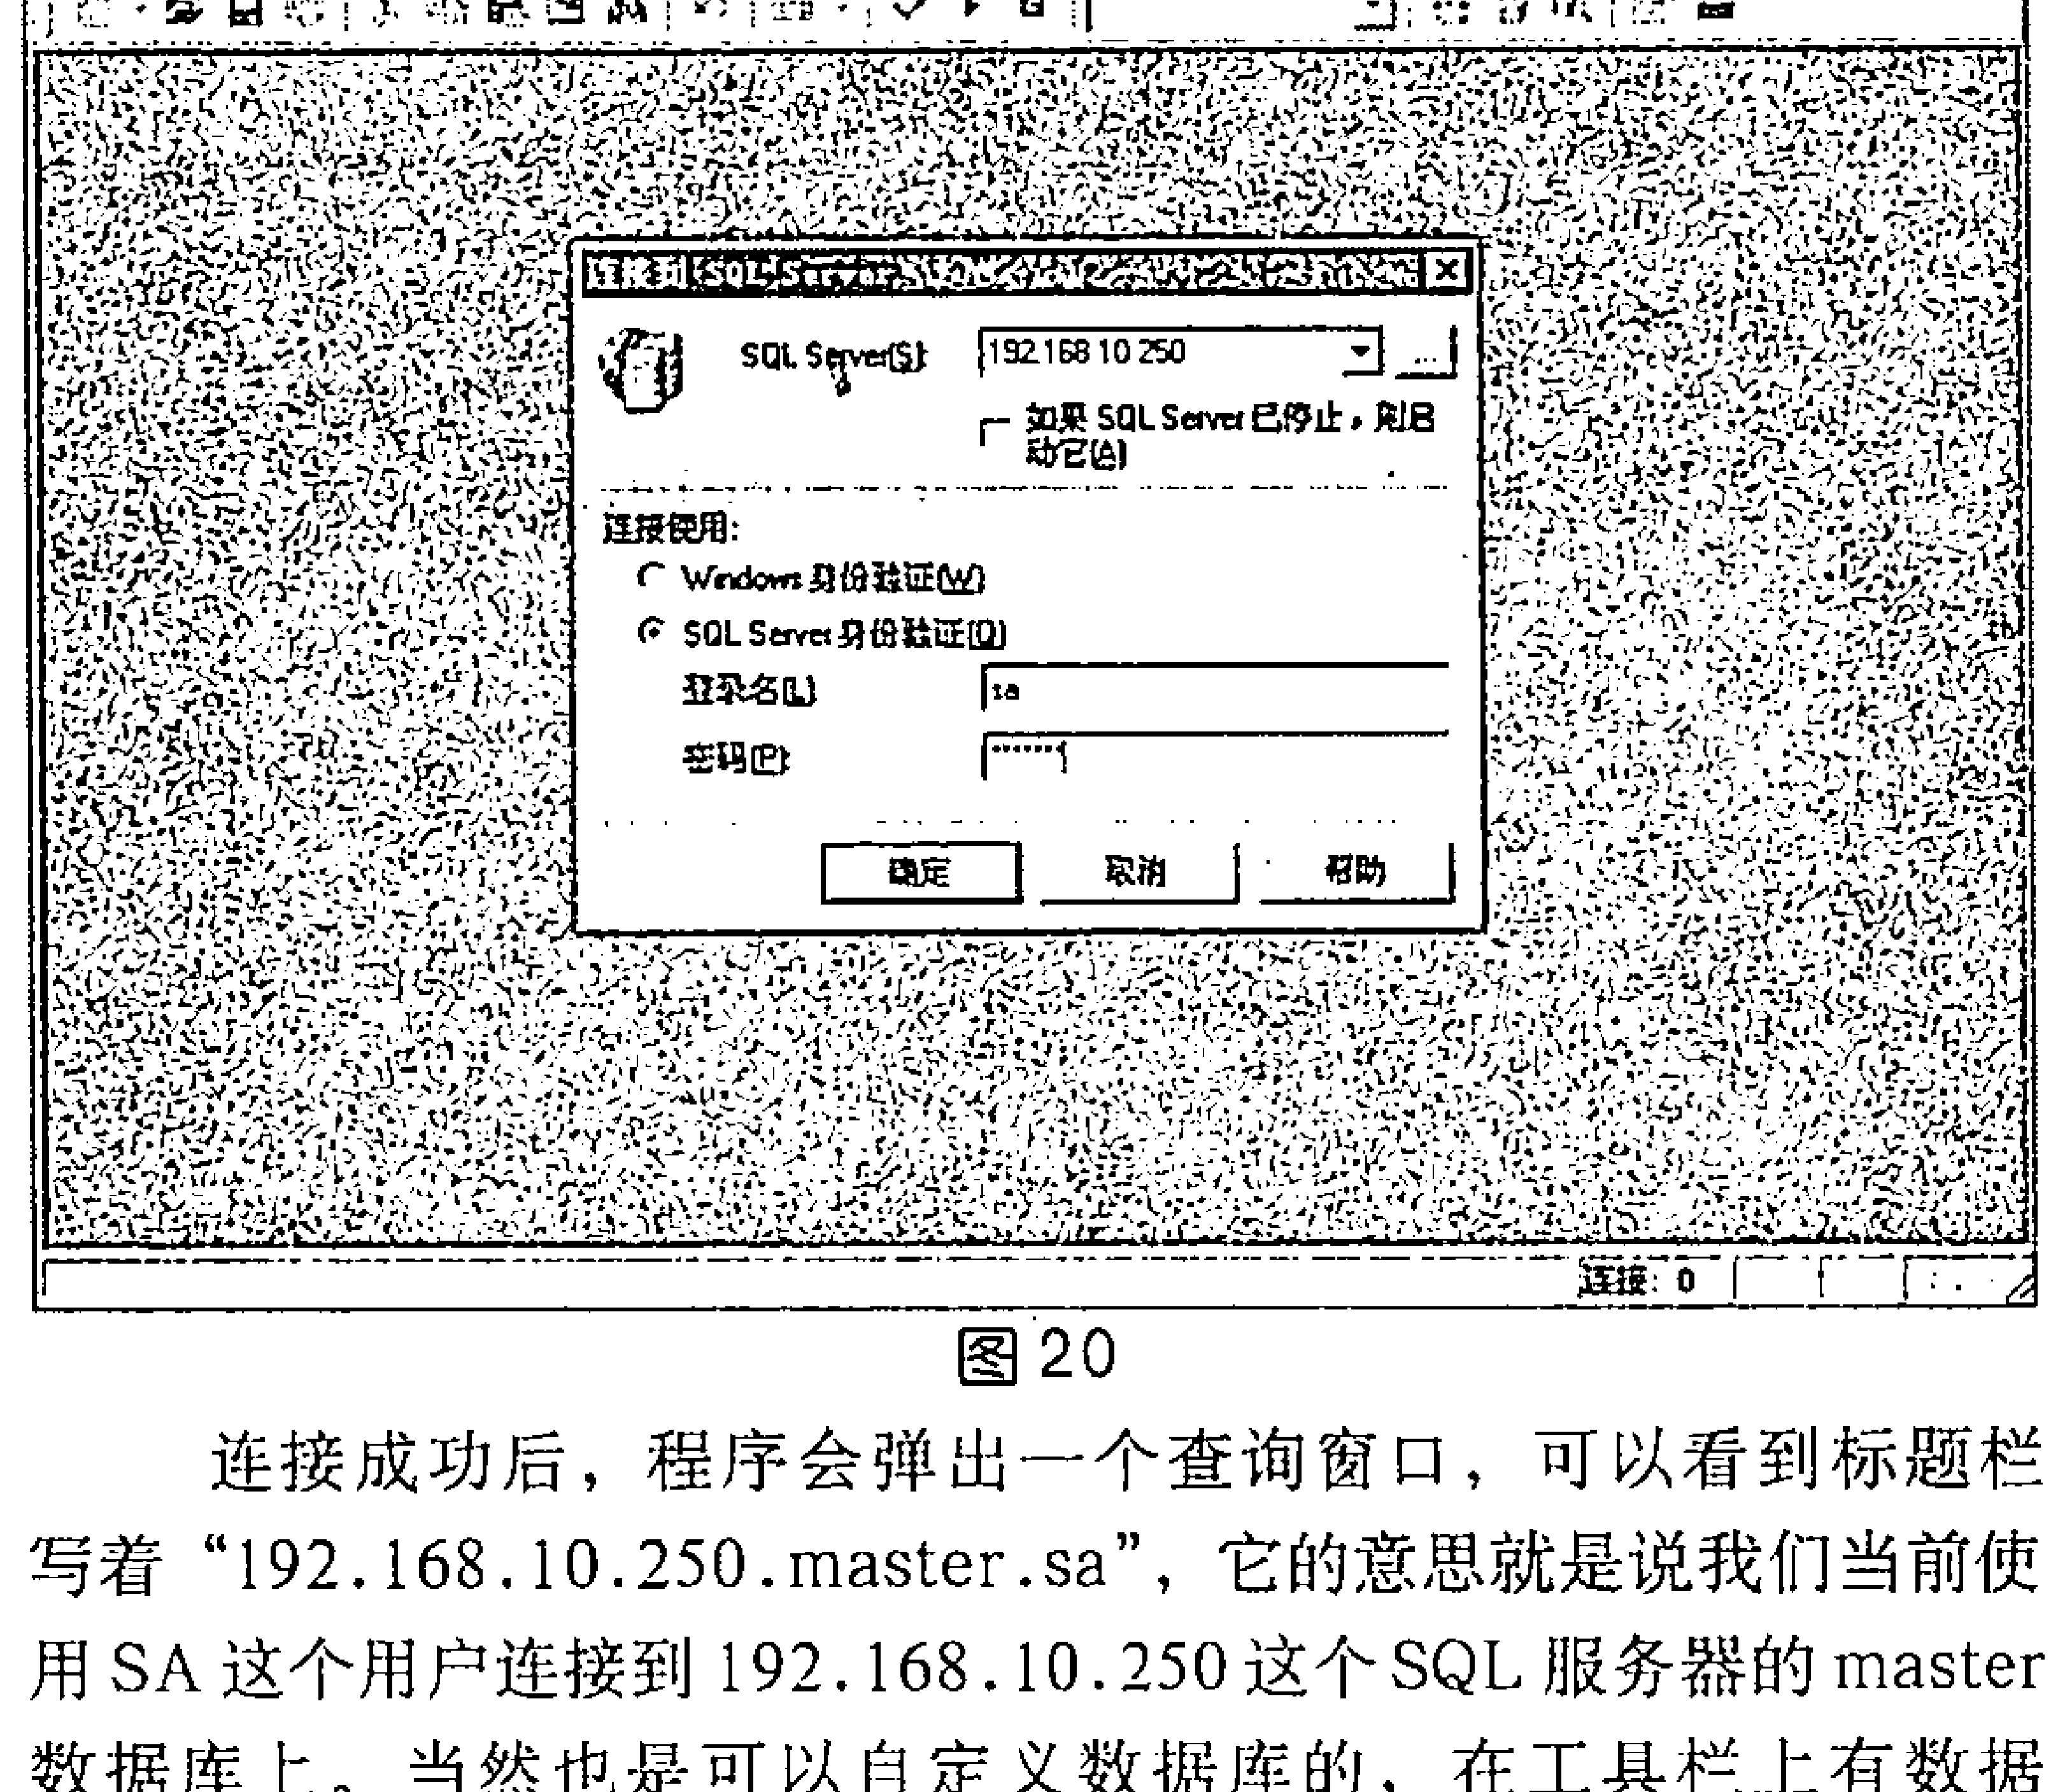 连接到 SQL Server
SQL Server(S):
192.168.10.250
...
如果 SQL Server 已停止，则启
动它(A)
连接使用:
Windows 身份验证(W)
SQL Server 身份验证(Q)
登录名(L)
sa
密码(P):
******
确定 取消 帮助
连接: 0
图 20
连接成功后，程序会弹出一个查询窗口，可以看到标题栏
写着“192.168.10.250.master.sa”，它的意思就是说我们当前使
用 SA 这个用户连接到 192.168.10.250 这个 SQL 服务器的 master
数据库上。当然也是可以自定义数据库的，在工具栏上有数据